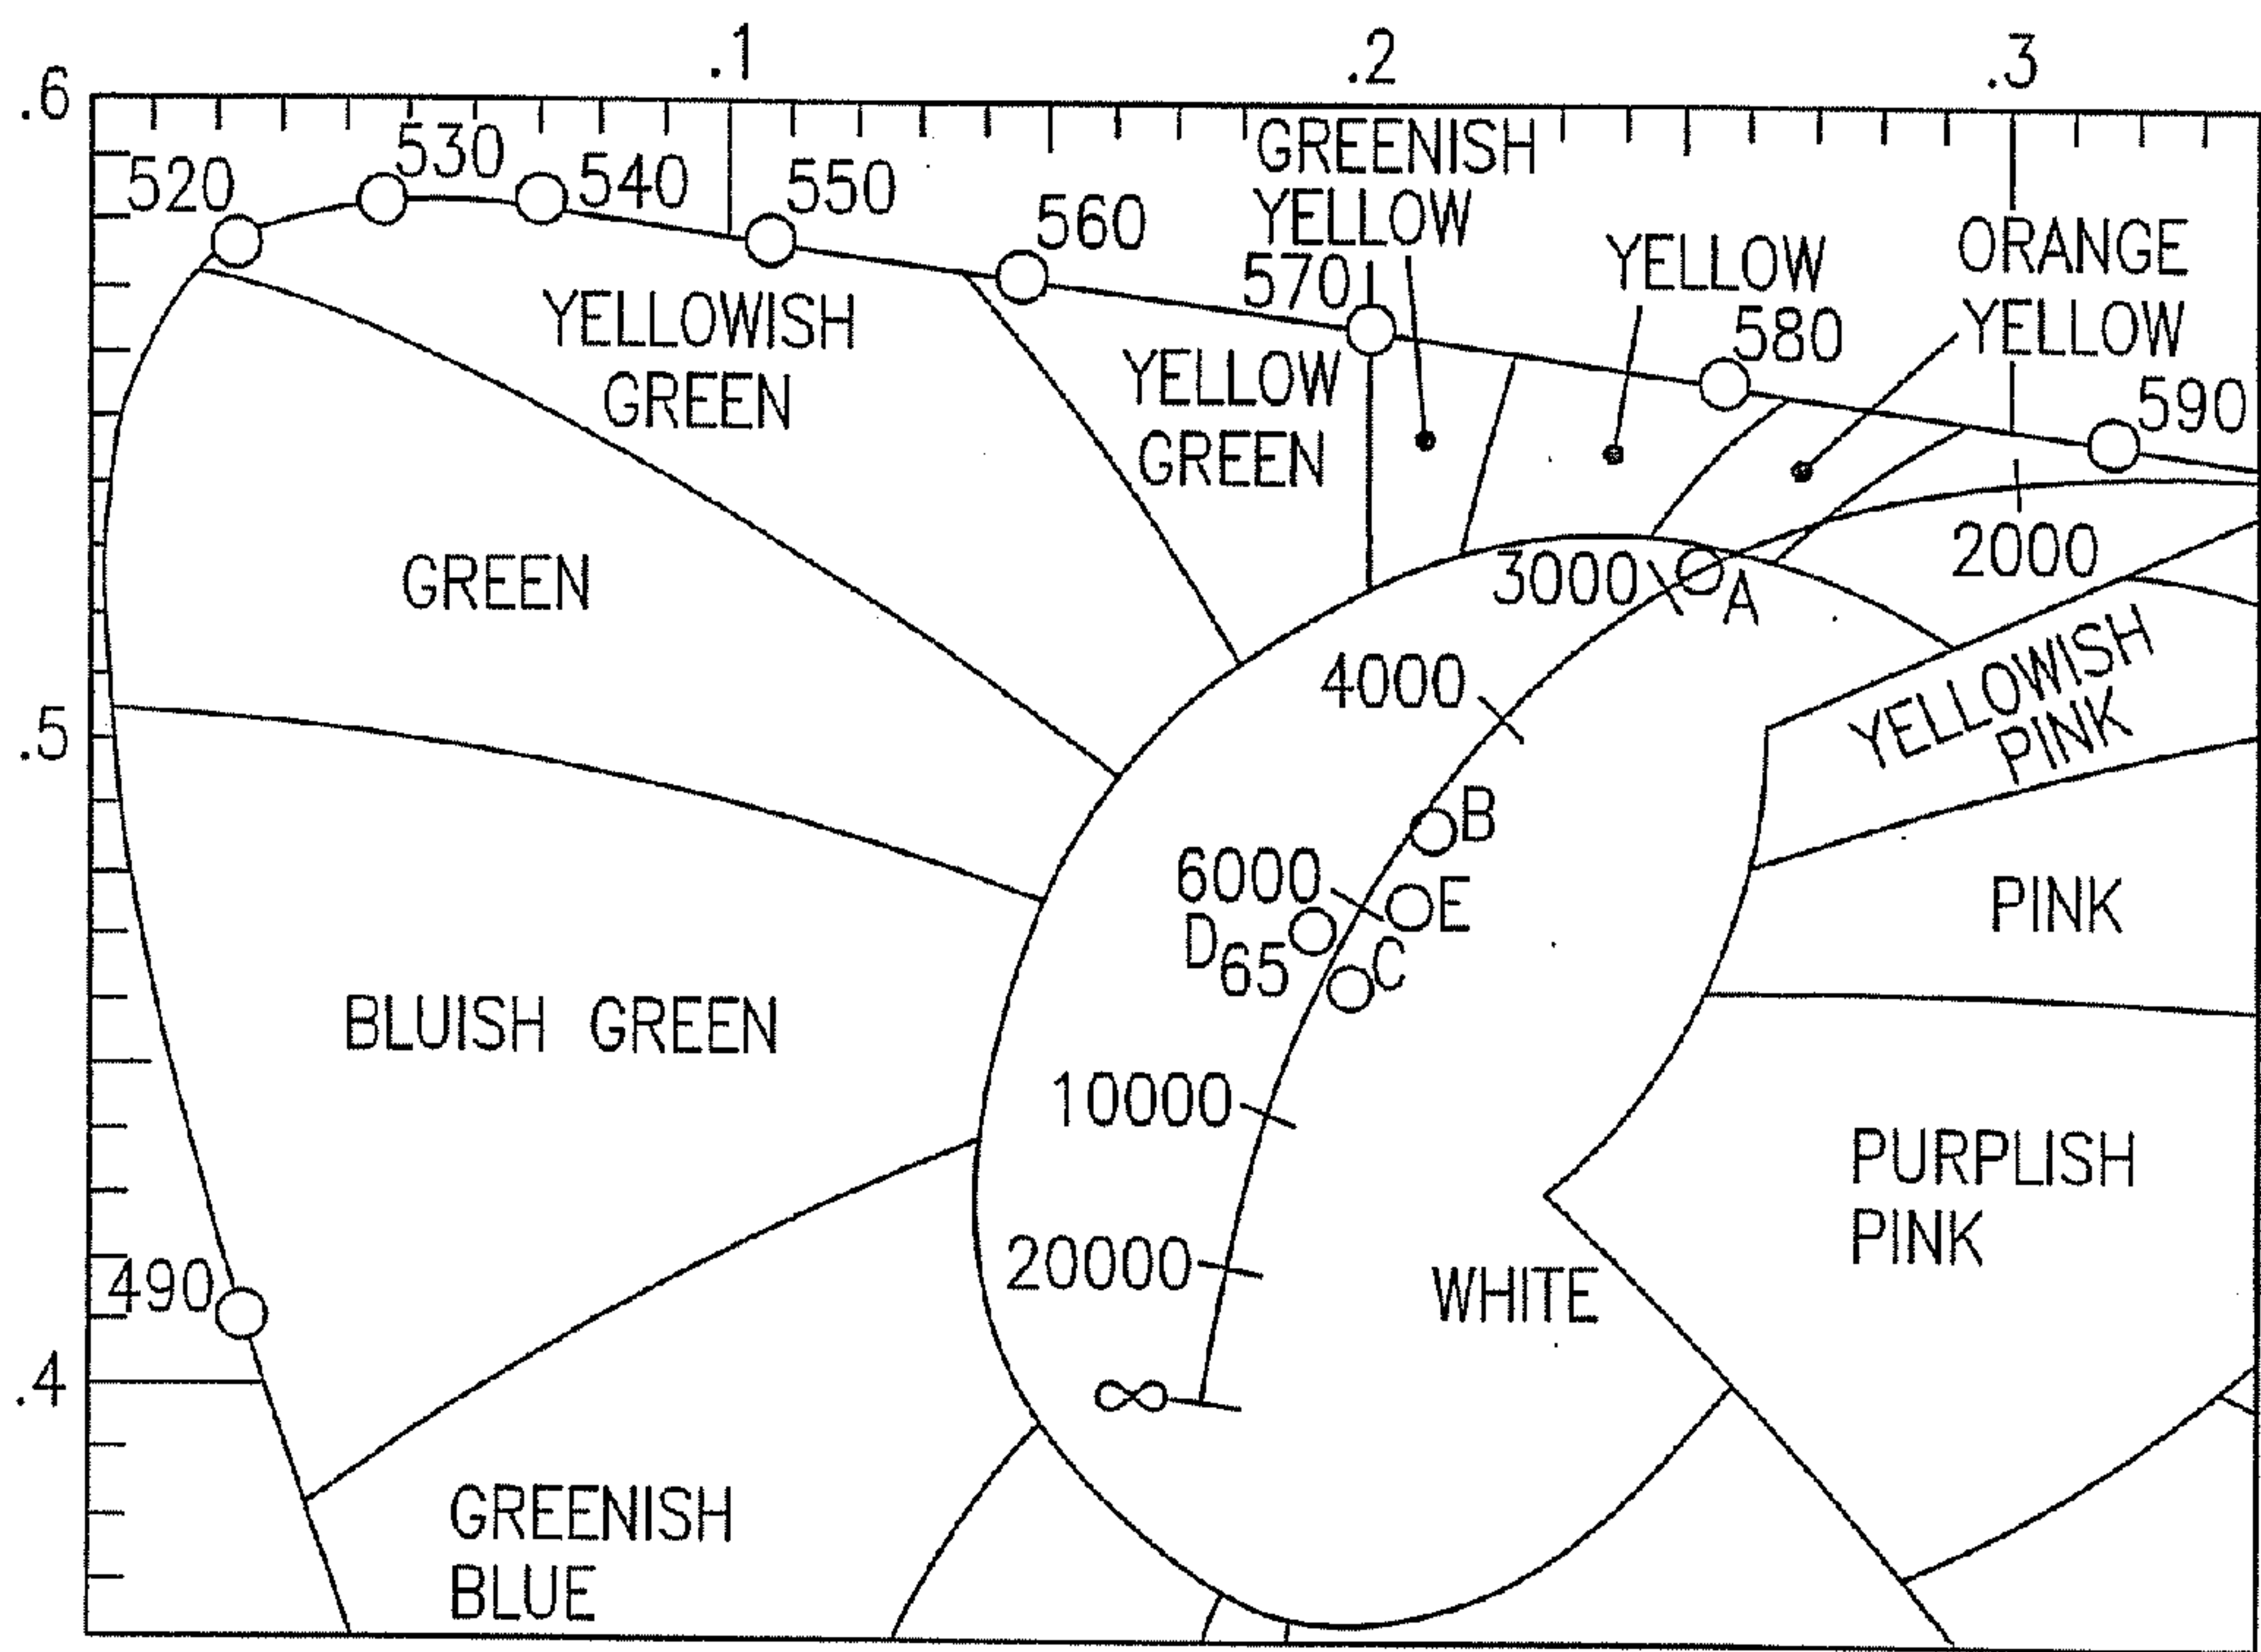 .1
.2
.3
.6
.5
.4
520
530
540
550
560
570
580
590
490
GREENISH
YELLOW
YELLOW
ORANGE
YELLOW
YELLOWISH
GREEN
YELLOW
GREEN
GREEN
BLUISH GREEN
GREENISH
BLUE
WHITE
YELLOWISH
PINK
PINK
PURPLISH
PINK
2000
3000
A
4000
B
6000
E
D65
C
10000
20000
∞